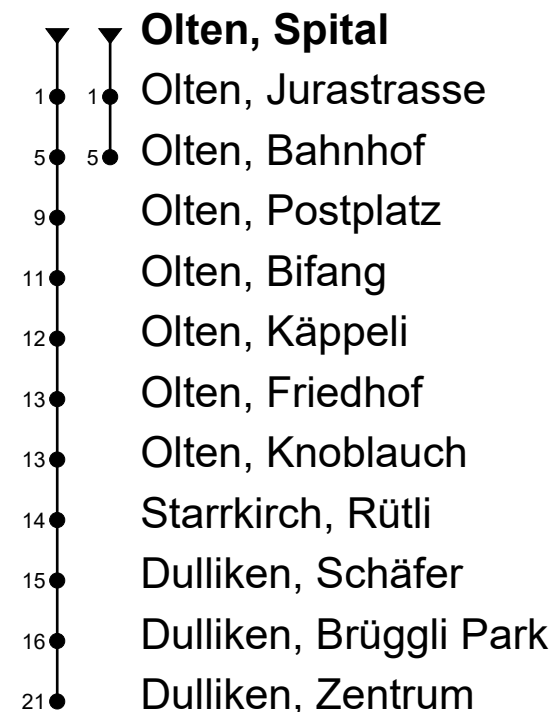 Olten, Spital
1 1 Olten, Jurastrasse
5 5 Olten, Bahnhof
9 Olten, Postplatz
11 Olten, Bifang
12 Olten, Käppeli
13 Olten, Friedhof
13 Olten, Knoblauch
14 Starrkirch, Rütli
15 Dulliken, Schäfer
16 Dulliken, Brüggli Park
21 Dulliken, Zentrum